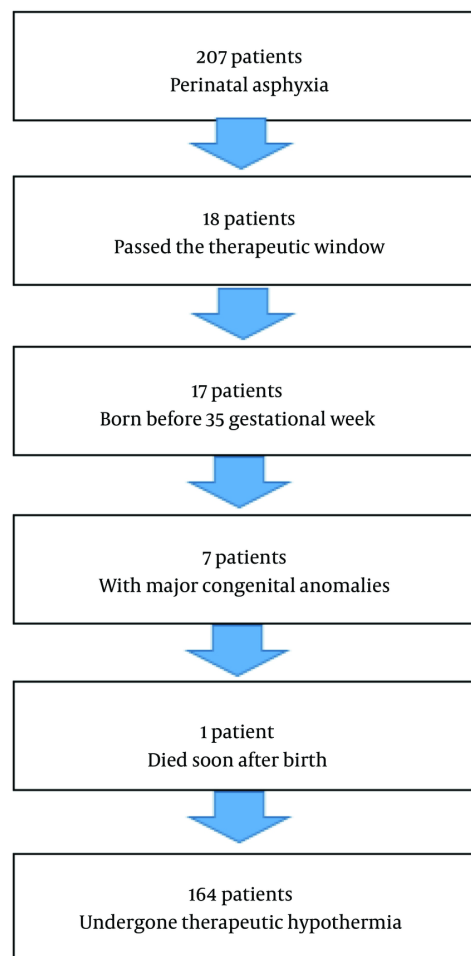 207 patients
Perinatal asphyxia
18 patients
Passed the therapeutic window
17 patients
Born before 35 gestational week
7 patients
With major congenital anomalies
1 patient
Died soon after birth
164 patients
Undergone therapeutic hypothermia